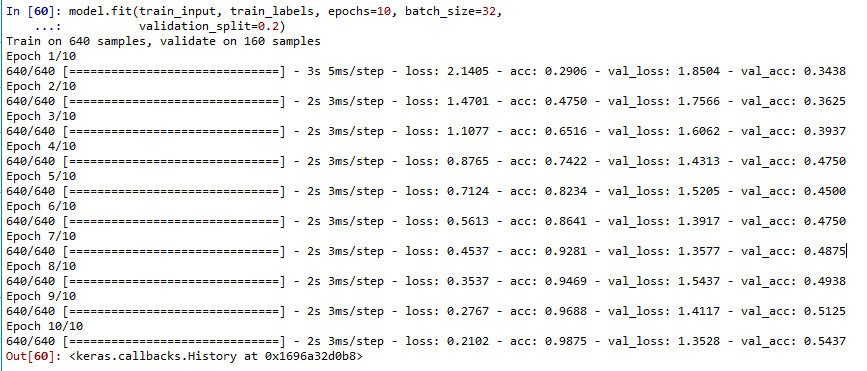 In [60]: model.fit(train_input, train_labels, epochs=10, batch_size=32,
    ...:           validation_split=0.2)
Train on 640 samples, validate on 160 samples
Epoch 1/10
640/640 [==============================] - 3s 5ms/step - loss: 2.1405 - acc: 0.2906 - val_loss: 1.8504 - val_acc: 0.3438
Epoch 2/10
640/640 [==============================] - 2s 3ms/step - loss: 1.4701 - acc: 0.4750 - val_loss: 1.7566 - val_acc: 0.3625
Epoch 3/10
640/640 [==============================] - 2s 3ms/step - loss: 1.1077 - acc: 0.6516 - val_loss: 1.6062 - val_acc: 0.3937
Epoch 4/10
640/640 [==============================] - 2s 3ms/step - loss: 0.8765 - acc: 0.7422 - val_loss: 1.4313 - val_acc: 0.4750
Epoch 5/10
640/640 [==============================] - 2s 3ms/step - loss: 0.7124 - acc: 0.8234 - val_loss: 1.5205 - val_acc: 0.4500
Epoch 6/10
640/640 [==============================] - 2s 3ms/step - loss: 0.5613 - acc: 0.8641 - val_loss: 1.3917 - val_acc: 0.4750
Epoch 7/10
640/640 [==============================] - 2s 3ms/step - loss: 0.4537 - acc: 0.9281 - val_loss: 1.3577 - val_acc: 0.4875
Epoch 8/10
640/640 [==============================] - 2s 3ms/step - loss: 0.3537 - acc: 0.9469 - val_loss: 1.5437 - val_acc: 0.4938
Epoch 9/10
640/640 [==============================] - 2s 3ms/step - loss: 0.2767 - acc: 0.9688 - val_loss: 1.4117 - val_acc: 0.5125
Epoch 10/10
640/640 [==============================] - 2s 3ms/step - loss: 0.2102 - acc: 0.9875 - val_loss: 1.3528 - val_acc: 0.5437
Out[60]: <keras.callbacks.History at 0x1696a32d0b8>